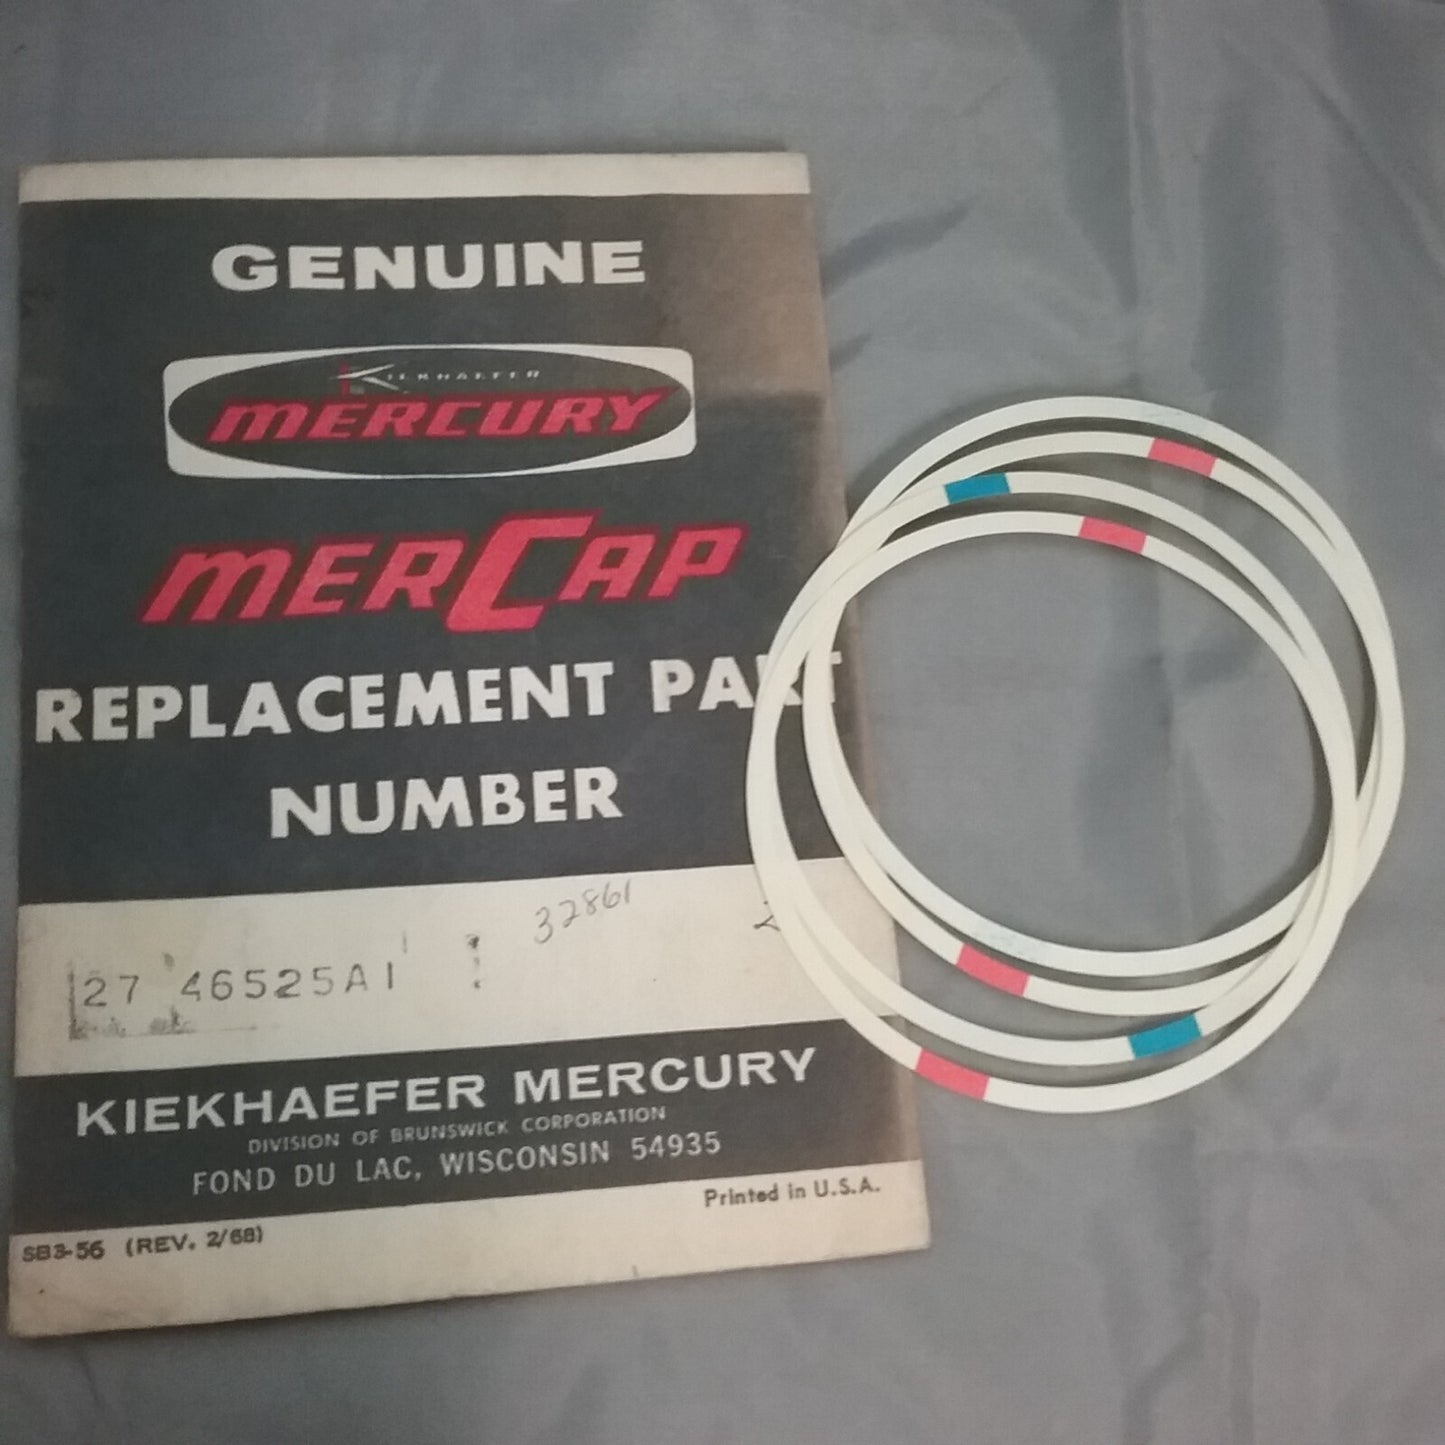 GENUINE
KIEKHAEFER
MERCURY
MERCAP
REPLACEMENT PART
NUMBER
32861
27 46525A1
KIEKHAEFER MERCURY
DIVISION OF BRUNSWICK CORPORATION
FOND DU LAC, WISCONSIN 54935
Printed in U.S.A.
SB3-56 (REV. 2/68)